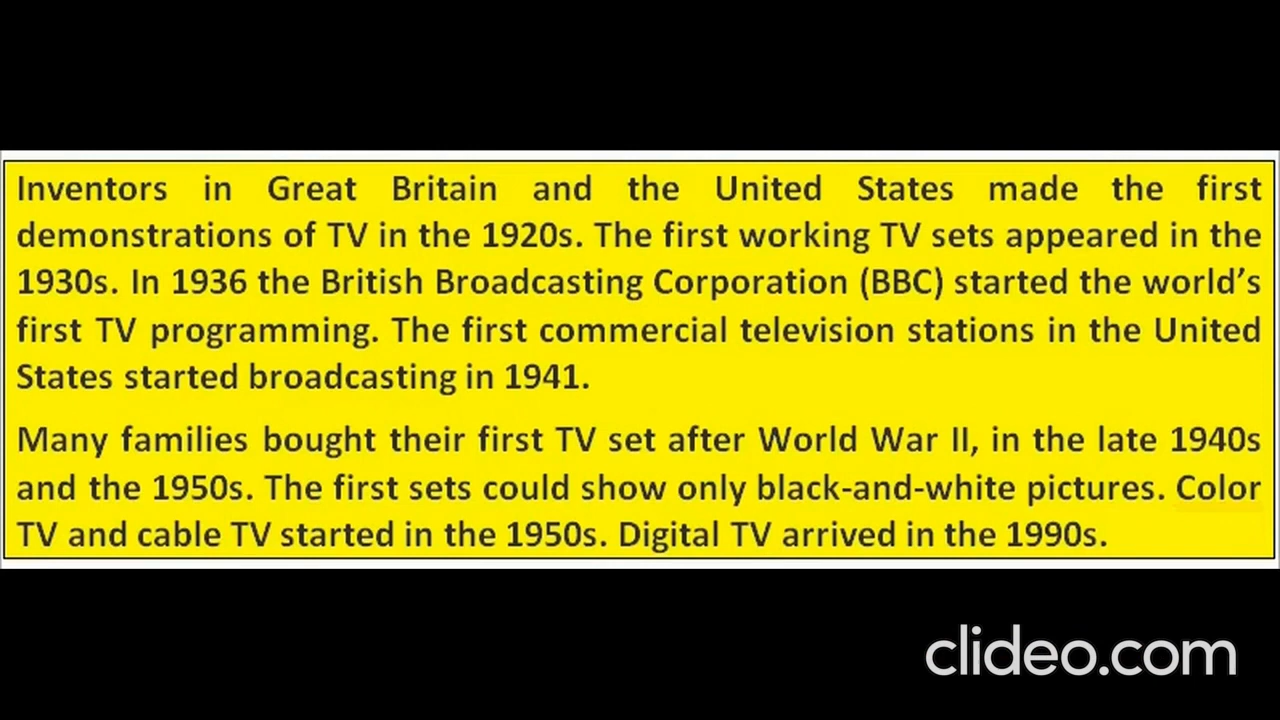 Inventors in Great Britain and the United States made the first
demonstrations of TV in the 1920s. The first working TV sets appeared in the
1930s. In 1936 the British Broadcasting Corporation (BBC) started the world’s
first TV programming. The first commercial television stations in the United
States started broadcasting in 1941.
Many families bought their first TV set after World War II, in the late 1940s
and the 1950s. The first sets could show only black-and-white pictures. Color
TV and cable TV started in the 1950s. Digital TV arrived in the 1990s.
clideo.com